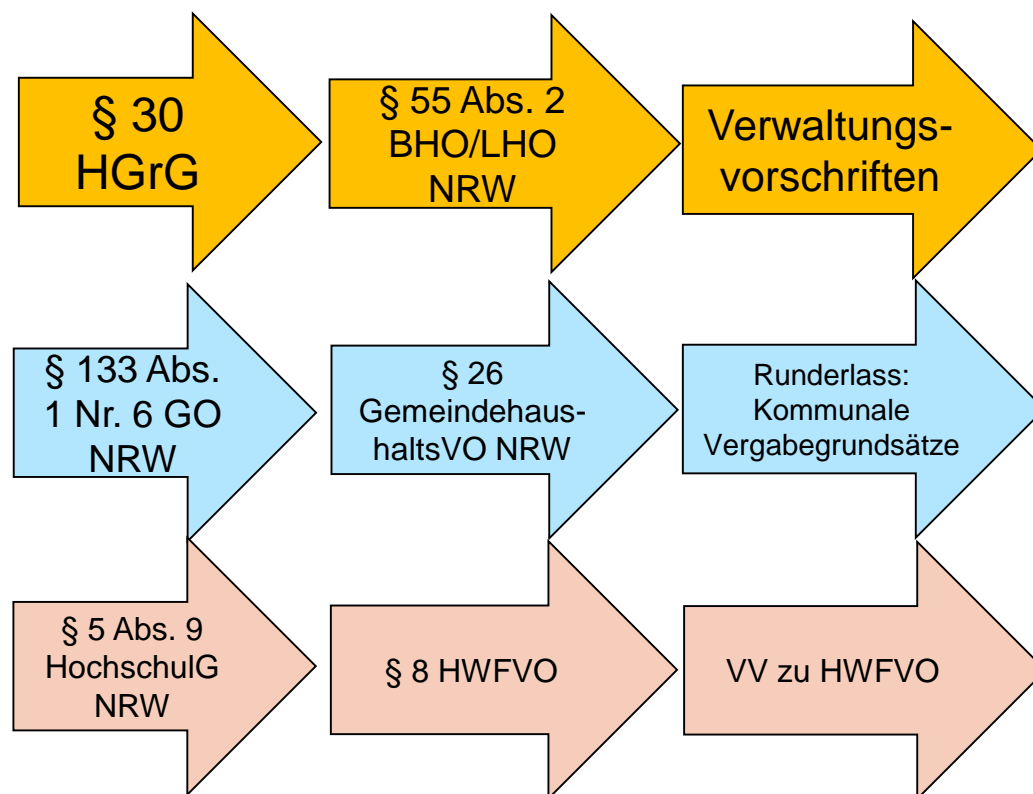 § 30
HGrG
§ 55 Abs. 2
BHO/LHO
NRW
Verwaltungs-
vorschriften
§ 133 Abs.
1 Nr. 6 GO
NRW
§ 26
Gemeindehaus-
haltsVO NRW
Runderlass:
Kommunale
Vergabegrundsätze
§ 5 Abs. 9
HochschulG
NRW
§ 8 HWFVO
VV zu HWFVO